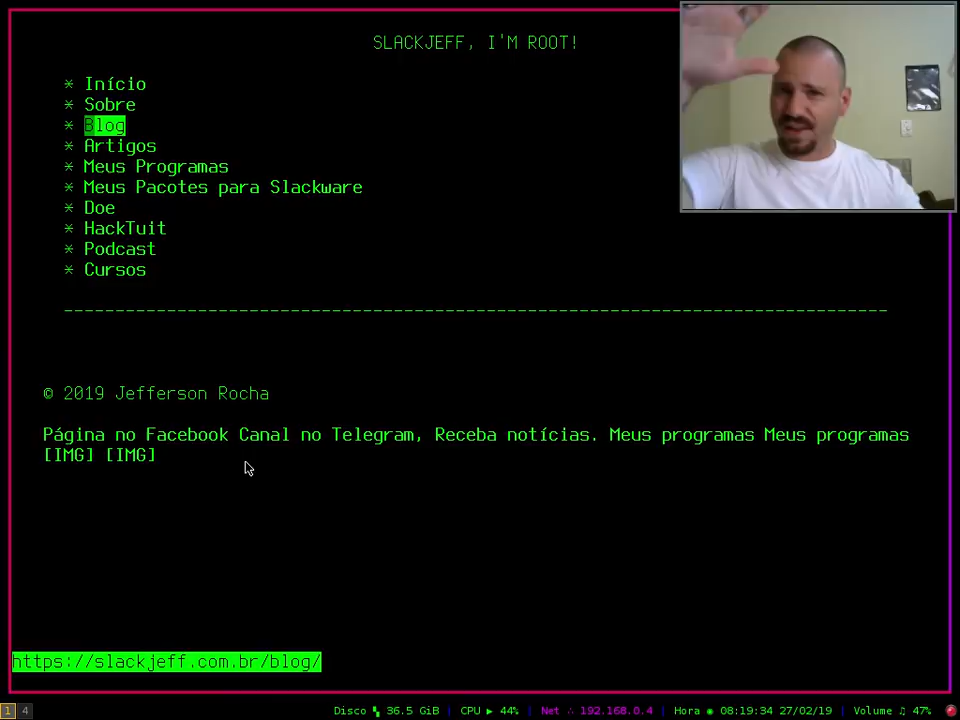 SLACKJEFF, I'M ROOT!
* Início
* Sobre
* Blog
* Artigos
* Meus Programas
* Meus Pacotes para Slackware
* Doe
* HackTuit
* Podcast
* Cursos
--------------------------------------------------------------------------------
© 2019 Jefferson Rocha
Página no Facebook Canal no Telegram, Receba notícias. Meus programas Meus programas
[IMG] [IMG]
https://slackjeff.com.br/blog/
1 4 Disco 36.5 GiB | CPU ▶ 44% | Net ∴ 192.168.0.4 | Hora ◉ 08:19:34 27/02/19 | Volume ♫ 47%